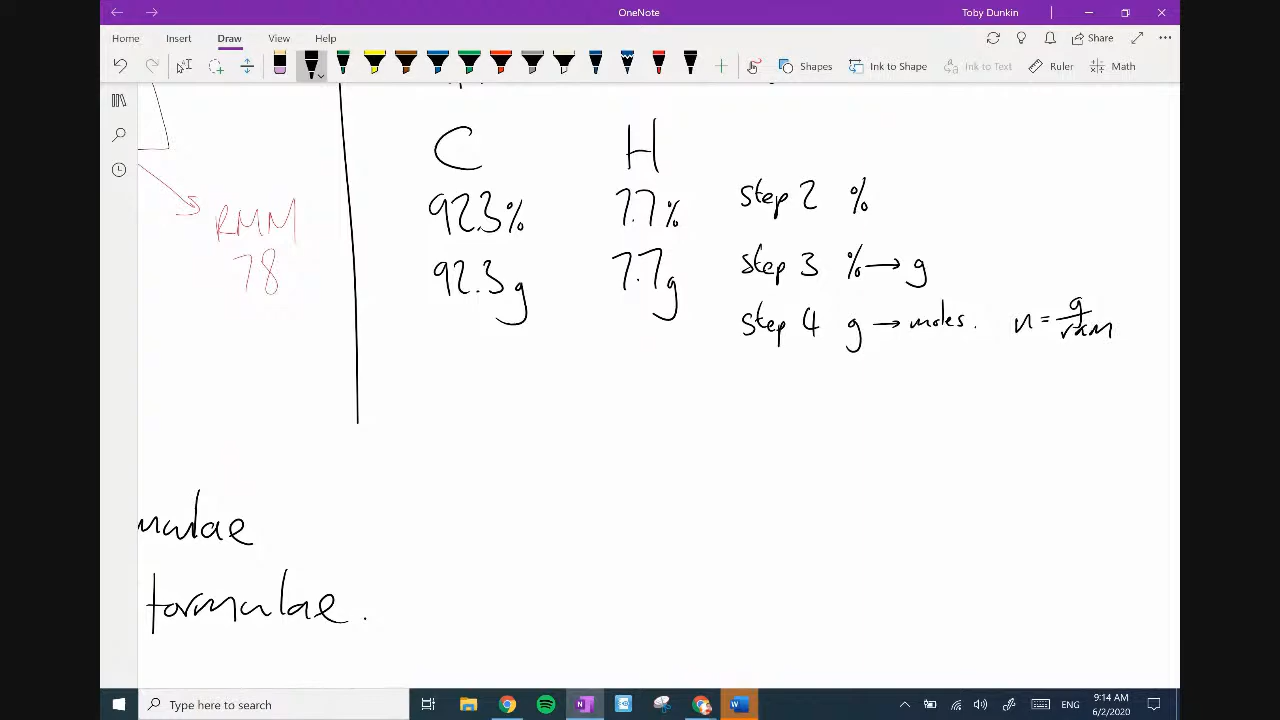 OneNote
Toby Dunkin
Home Insert Draw View Help
Share
Shapes
Ink to Shape
Ink to Text
Ruler
Math
C H
92.3% 7.7% step 2 %
RMM
78
92.3g 7.7g step 3 % → g
step 4 g → moles. n = g/rmm
mulae
formulae.
Type here to search
ENG
9:14 AM
6/2/2020